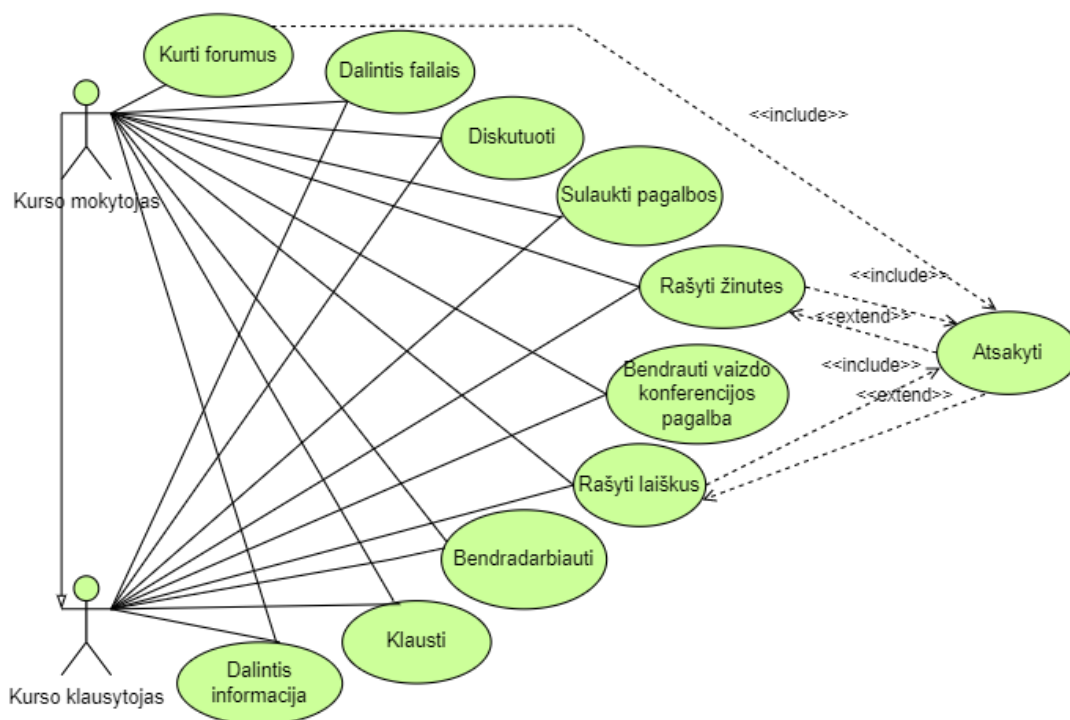 Kurti forumus
Dalintis failais
<<include>>
Diskutuoti
Kurso mokytojas
Sulaukti pagalbos
Rašyti žinutes
<<include>>
<<extend>>
Atsakyti
Bendrauti vaizdo
konferencijos
pagalba
<<include>>
<<extend>>
Rašyti laiškus
Bendradarbiauti
Klausti
Dalintis
informacija
Kurso klausytojas